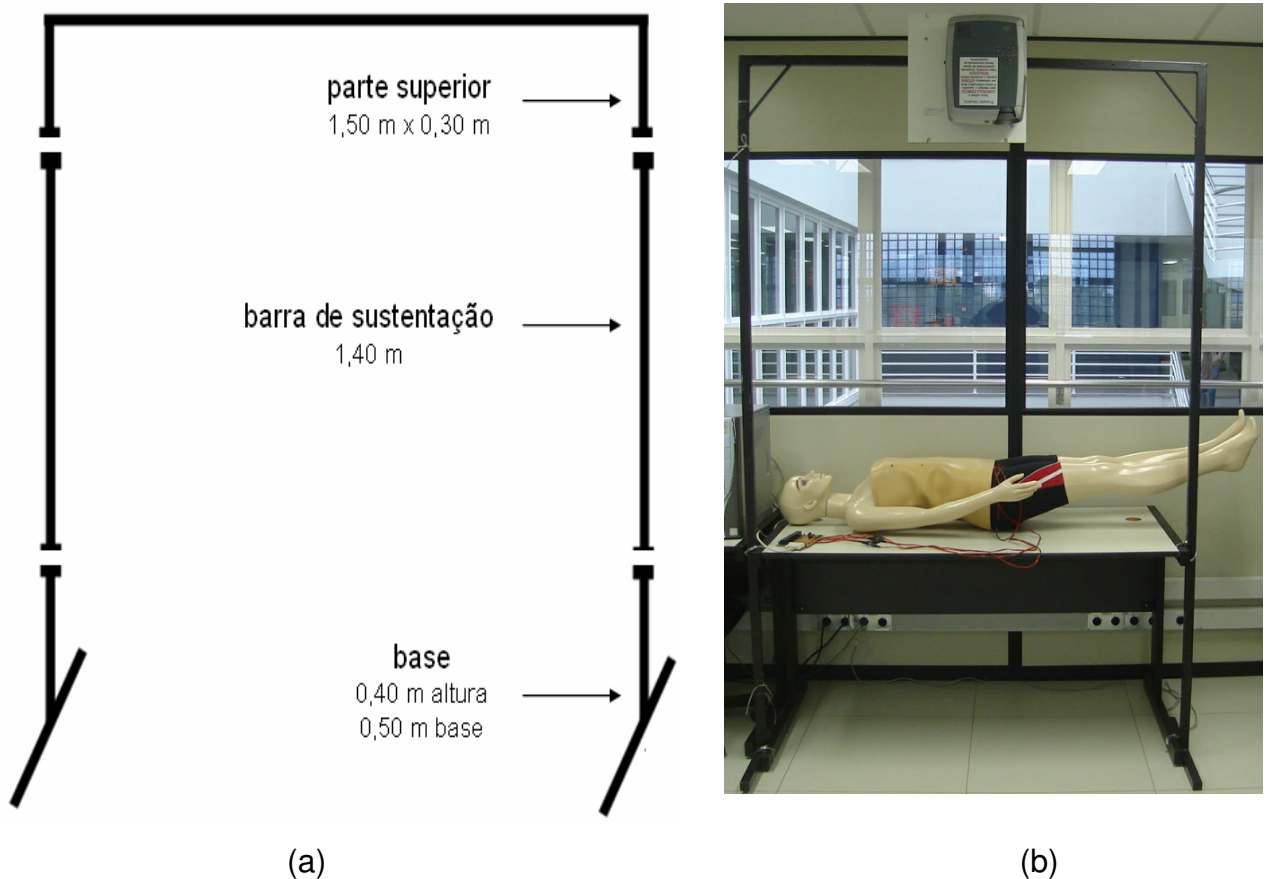 parte superior
1,50 m x 0,30 m
barra de sustentação
1,40 m
base
0,40 m altura
0,50 m base
(a)
(b)